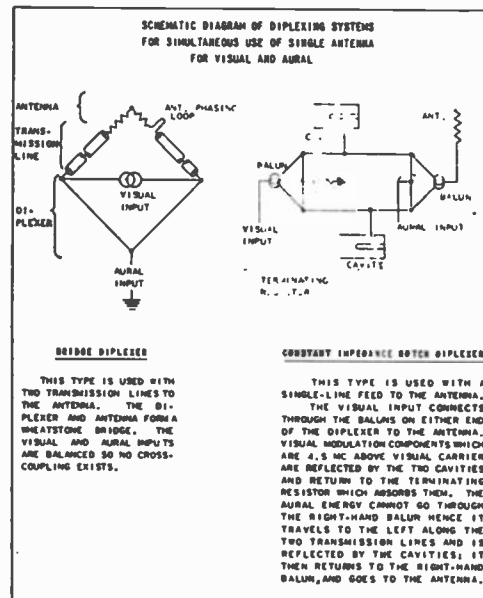 SCHEMATIC DIAGRAM OF DIPLEXING SYSTEMS
FOR SIMULTANEOUS USE OF SINGLE ANTENNA
FOR VISUAL AND AURAL
ANTENNA
ANT. PHASING
LOOP
TRANS-
MISSION
LINE
VISUAL
INPUT
DI-
PLEXER
AURAL
INPUT
ANT.
BALUN
BALUN
VISUAL
INPUT
AURAL INPUT
CAVITY
TERMINATING
RESISTOR
BRIDGE DIPLEXER
THIS TYPE IS USED WITH
TWO TRANSMISSION LINES TO
THE ANTENNA. THE DI-
PLEXER AND ANTENNA FORM A
WHEATSTONE BRIDGE. THE
VISUAL AND AURAL INPUTS
ARE BALANCED SO NO CROSS-
COUPLING EXISTS.
CONSTANT IMPEDANCE NOTCH DIPLEXER
THIS TYPE IS USED WITH A
SINGLE-LINE FEED TO THE ANTENNA.
THE VISUAL INPUT CONNECTS
THROUGH THE BALUNS ON EITHER END
OF THE DIPLEXER TO THE ANTENNA.
VISUAL MODULATION COMPONENTS WHICH
ARE 4.5 MC ABOVE VISUAL CARRIER
ARE REFLECTED BY THE TWO CAVITIES
AND RETURN TO THE TERMINATING
RESISTOR WHICH ABSORBS THEM. THE
AURAL ENERGY CANNOT GO THROUGH
THE RIGHT-HAND BALUN HENCE IT
TRAVELS TO THE LEFT ALONG THE
TWO TRANSMISSION LINES AND IS
REFLECTED BY THE CAVITIES; IT
THEN RETURNS TO THE RIGHT-HAND
BALUN, AND GOES TO THE ANTENNA.